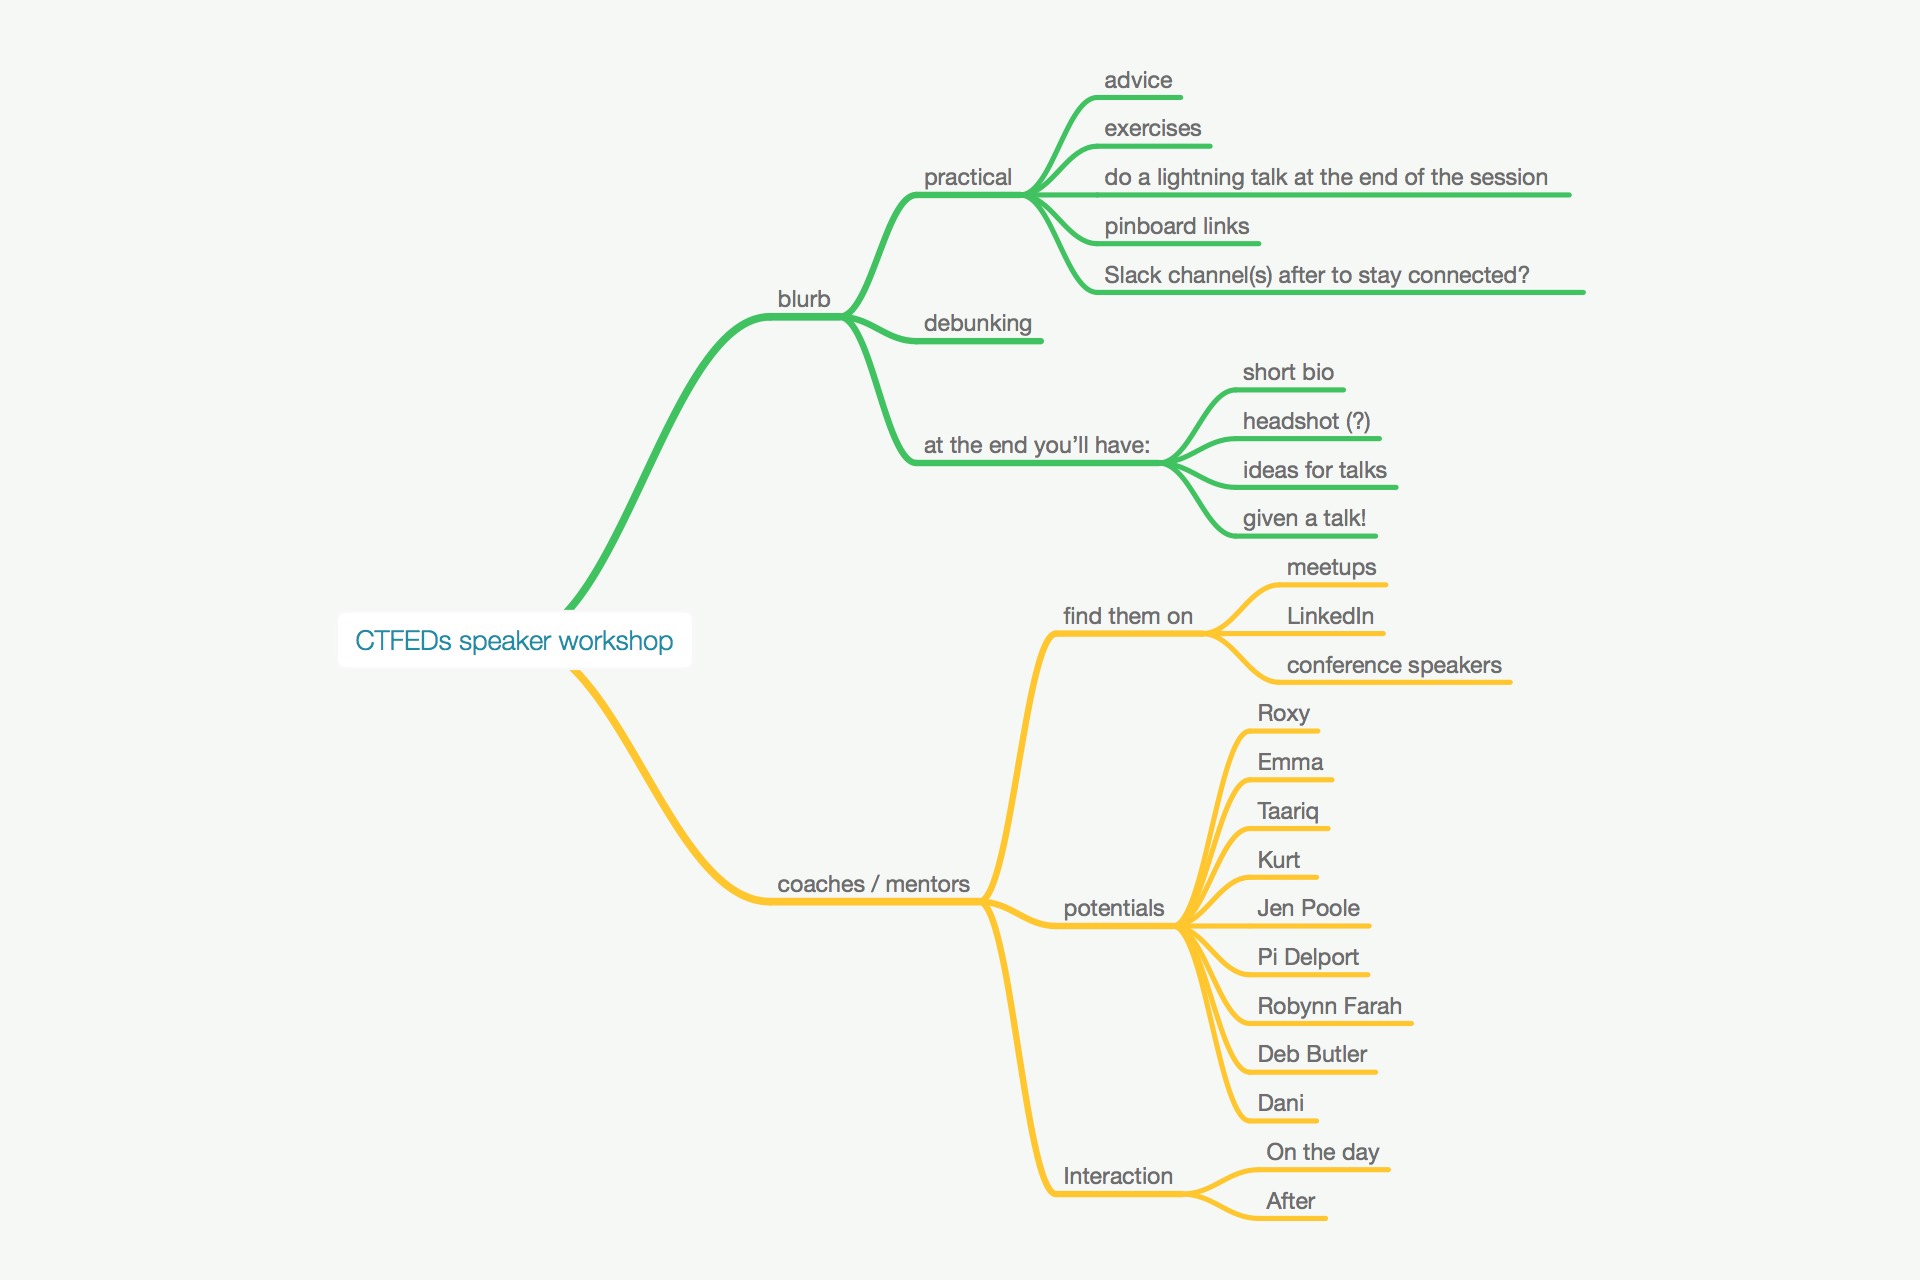 CTFEDs speaker workshop
blurb
practical
advice
exercises
do a lightning talk at the end of the session
pinboard links
Slack channel(s) after to stay connected?
debunking
at the end you’ll have:
short bio
headshot (?)
ideas for talks
given a talk!
coaches / mentors
find them on
meetups
LinkedIn
conference speakers
potentials
Roxy
Emma
Taariq
Kurt
Jen Poole
Pi Delport
Robynn Farah
Deb Butler
Dani
Interaction
On the day
After